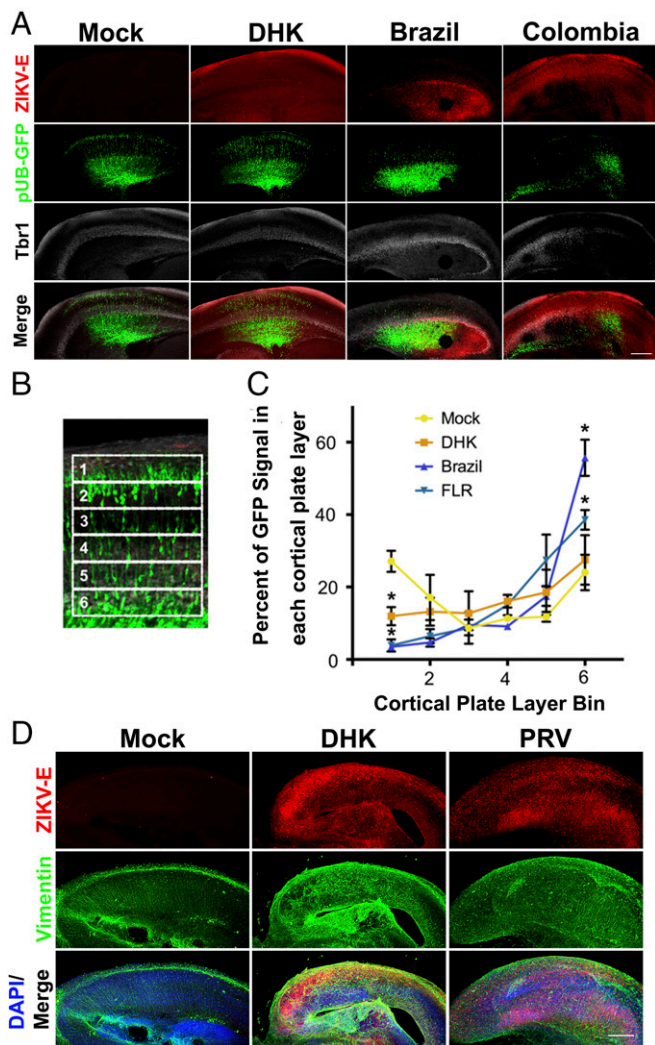 A
Mock DHK Brazil Colombia
ZIKV-E
pUB-GFP
Tbr1
Merge
B
1
2
3
4
5
6
C
Mock
DHK
Brazil
FLR
*
*
*
*
60
40
20
0
2 4 6
Percent of GFP Signal in
each cortical plate layer
Cortical Plate Layer Bin
D
Mock DHK PRV
ZIKV-E
Vimentin
DAPI/
Merge